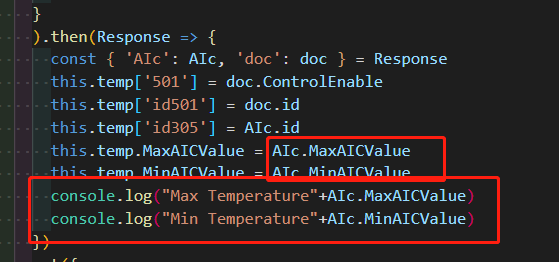 }
).then(Response => {
const { 'AIc': AIc, 'doc': doc } = Response
this.temp['501'] = doc.ControlEnable
this.temp['id501'] = doc.id
this.temp['id305'] = AIc.id
this.temp.MaxAICValue = AIc.MaxAICValue
this.temp.MinAICValue = AIc.MinAICValue
console.log("Max Temperature"+AIc.MaxAICValue)
console.log("Min Temperature"+AIc.MinAICValue)
})